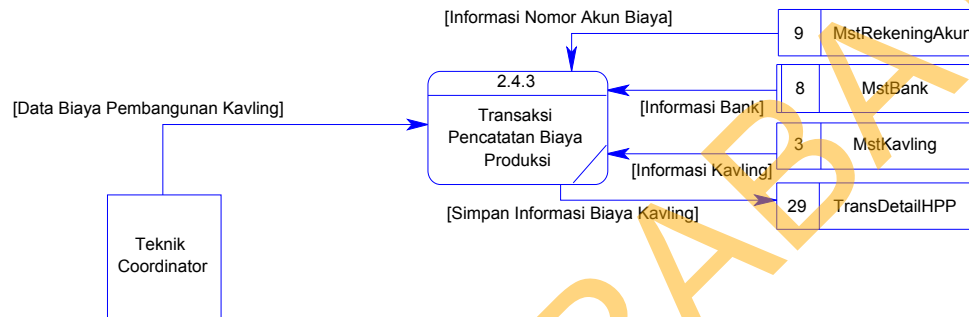 [Informasi Nomor Akun Biaya]
9 MstRekeningAkun
2.4.3
8 MstBank
[Data Biaya Pembangunan Kavling]
[Informasi Bank]
Transaksi
Pencatatan Biaya
Produksi
3 MstKavling
[Informasi Kavling]
[Simpan Informasi Biaya Kavling]
29 TransDetailHPP
Teknik
Coordinator